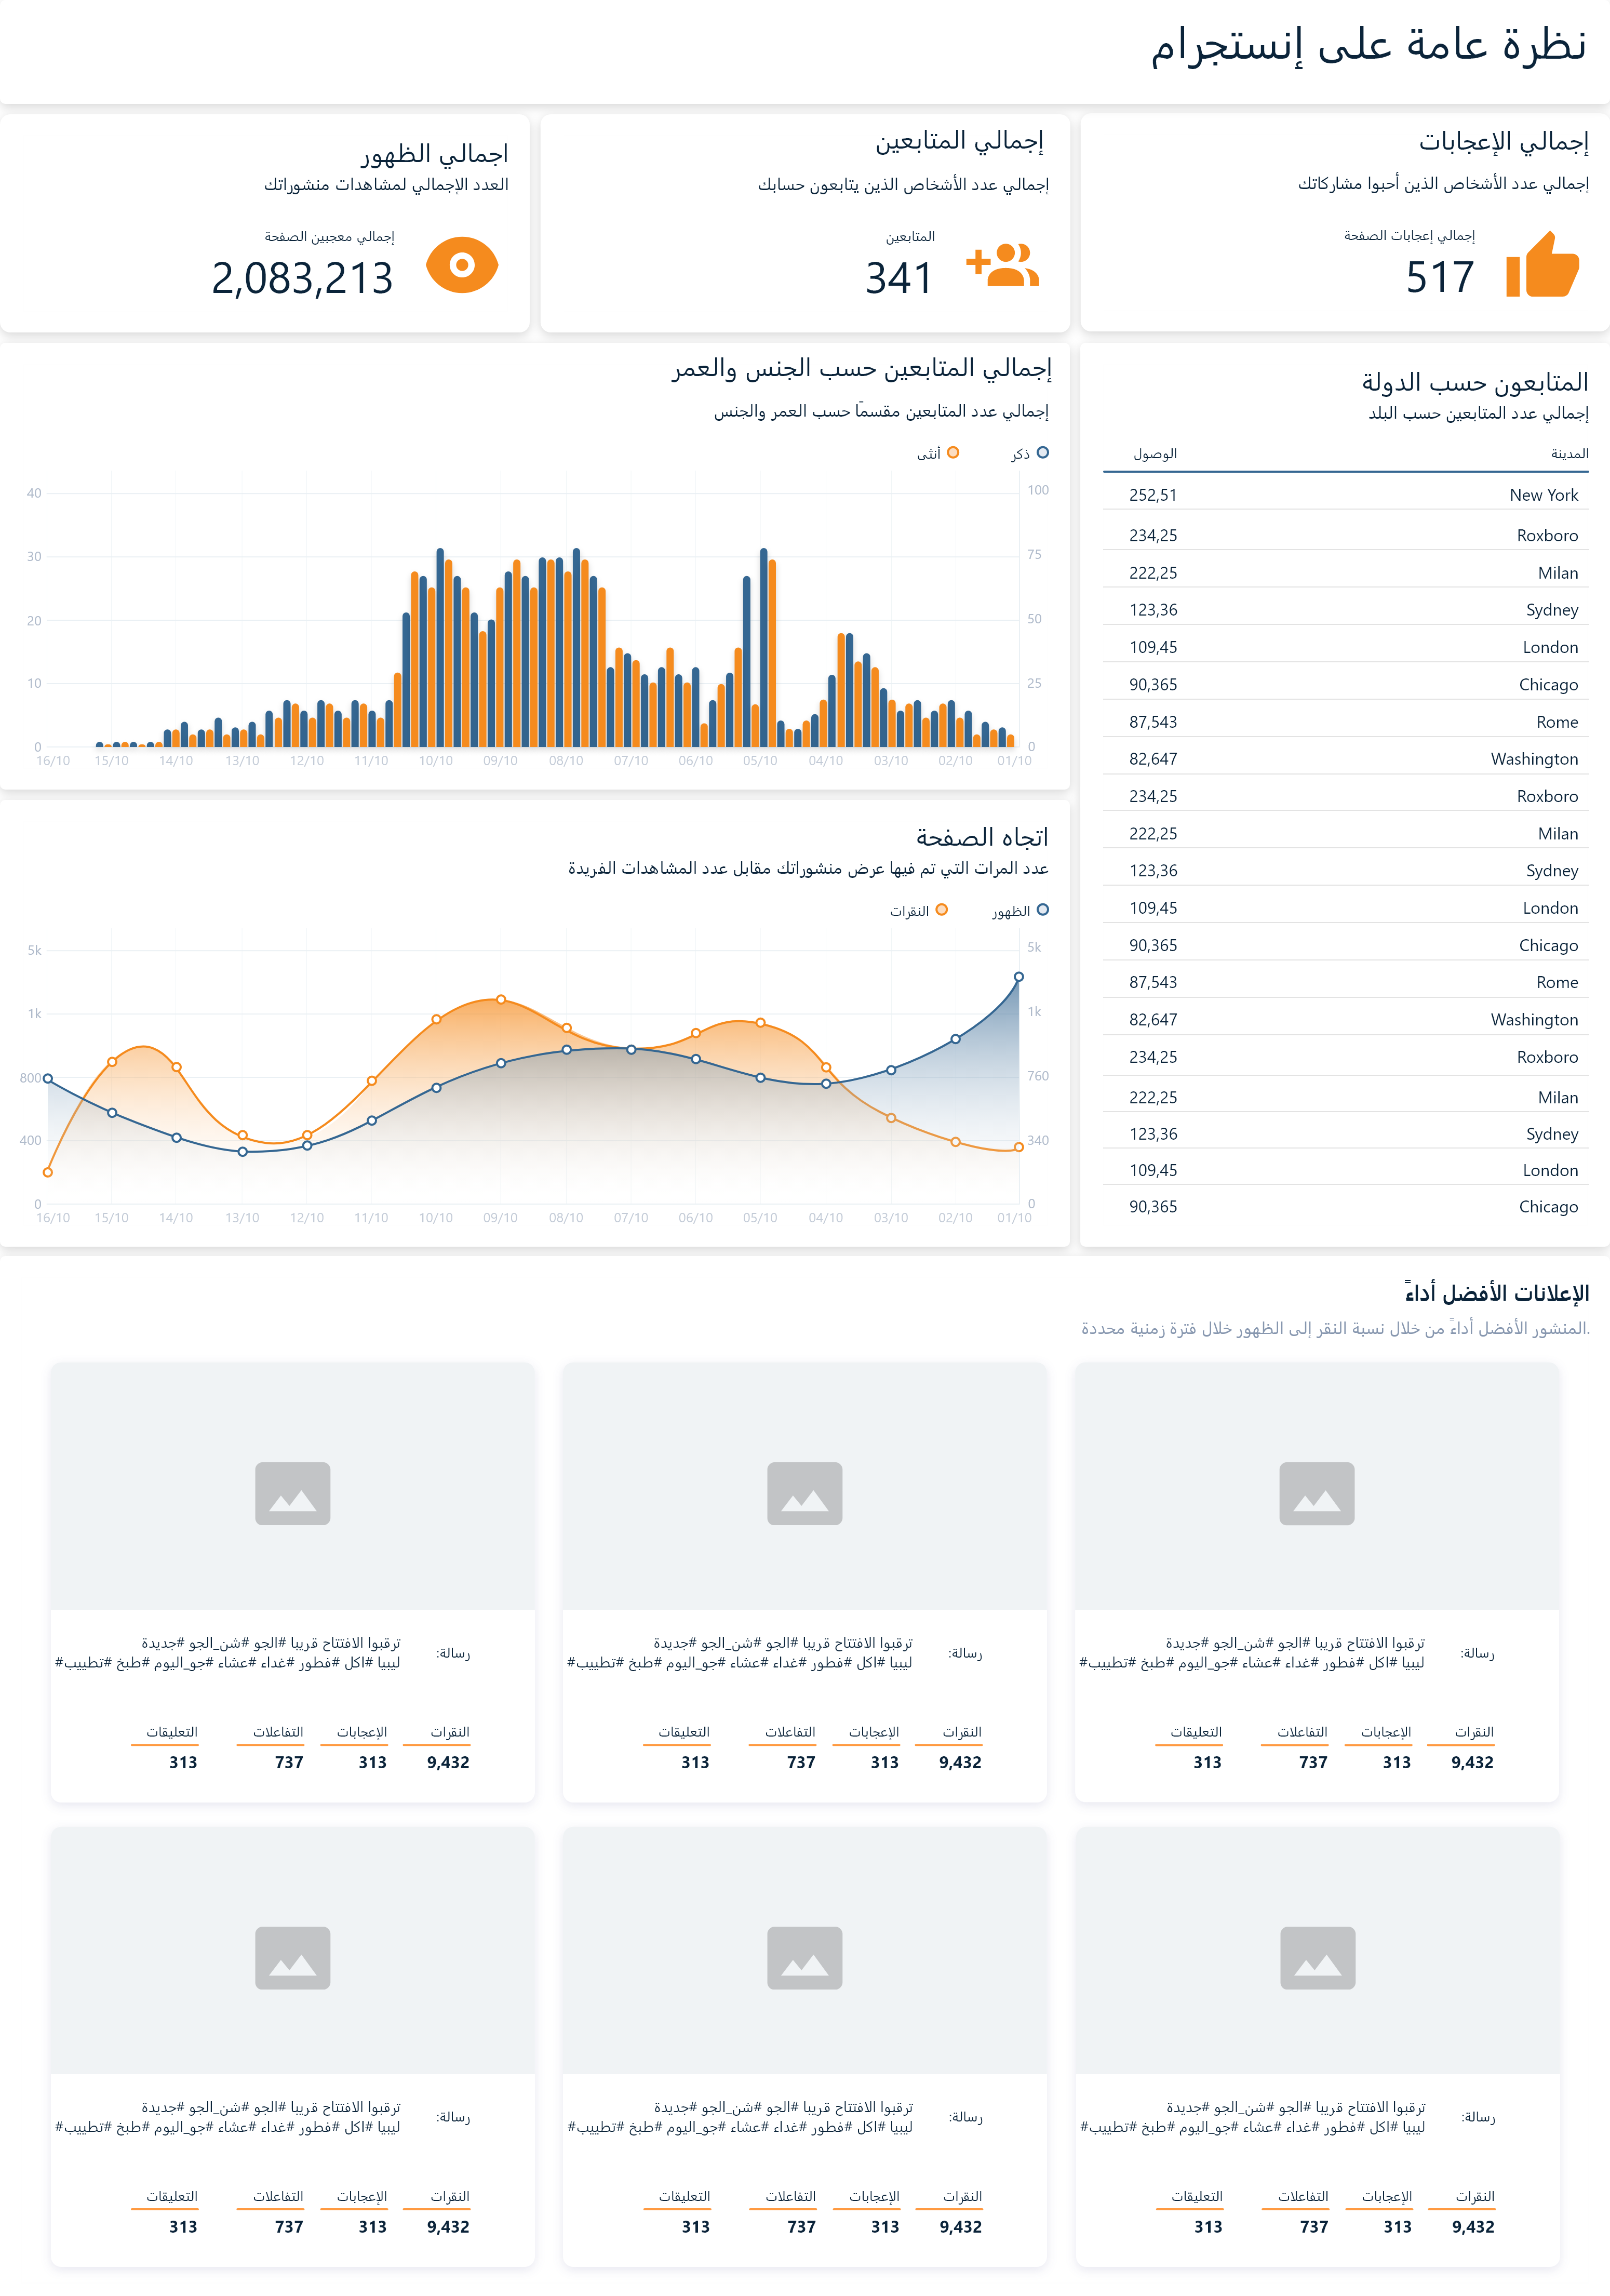 نظرة عامة على إنستجرام
إجمالي الإعجابات
إجمالي عدد الأشخاص الذين أحبوا مشاركاتك
إجمالي إعجابات الصفحة
517
إجمالي المتابعين
إجمالي عدد الأشخاص الذين يتابعون حسابك
المتابعين
341
اجمالي الظهور
العدد الإجمالي لمشاهدات منشوراتك
إجمالي معجبين الصفحة
2,083,213
المتابعون حسب الدولة
إجمالي عدد المتابعين حسب البلد
المدينة الوصول
New York 252,51
Roxboro 234,25
Milan 222,25
Sydney 123,36
London 109,45
Chicago 90,365
Rome 87,543
Washington 82,647
Roxboro 234,25
Milan 222,25
Sydney 123,36
London 109,45
Chicago 90,365
Rome 87,543
Washington 82,647
Roxboro 234,25
Milan 222,25
Sydney 123,36
London 109,45
Chicago 90,365
إجمالي المتابعين حسب الجنس والعمر
إجمالي عدد المتابعين مقسمًا حسب العمر والجنس
ذكر أنثى
40 100
30 75
20 50
10 25
0 0
16/10 15/10 14/10 13/10 12/10 11/10 10/10 09/10 08/10 07/10 06/10 05/10 04/10 03/10 02/10 01/10
اتجاه الصفحة
عدد المرات التي تم فيها عرض منشوراتك مقابل عدد المشاهدات الفريدة
الظهور النقرات
5k 5k
1k 1k
800 760
400 340
0 0
16/10 15/10 14/10 13/10 12/10 11/10 10/10 09/10 08/10 07/10 06/10 05/10 04/10 03/10 02/10 01/10
الإعلانات الأفضل أداءً
.المنشور الأفضل أداءً من خلال نسبة النقر إلى الظهور خلال فترة زمنية محددة
رسالة:
ترقبوا الافتتاح قريبا #الجو #شن_الجو #جديدة
ليبيا #اكل #فطور #غداء #عشاء #جو_اليوم #طبخ #تطييب#
النقرات الإعجابات التفاعلات التعليقات
9,432 313 737 313
رسالة:
ترقبوا الافتتاح قريبا #الجو #شن_الجو #جديدة
ليبيا #اكل #فطور #غداء #عشاء #جو_اليوم #طبخ #تطييب#
النقرات الإعجابات التفاعلات التعليقات
9,432 313 737 313
رسالة:
ترقبوا الافتتاح قريبا #الجو #شن_الجو #جديدة
ليبيا #اكل #فطور #غداء #عشاء #جو_اليوم #طبخ #تطييب#
النقرات الإعجابات التفاعلات التعليقات
9,432 313 737 313
رسالة:
ترقبوا الافتتاح قريبا #الجو #شن_الجو #جديدة
ليبيا #اكل #فطور #غداء #عشاء #جو_اليوم #طبخ #تطييب#
النقرات الإعجابات التفاعلات التعليقات
9,432 313 737 313
رسالة:
ترقبوا الافتتاح قريبا #الجو #شن_الجو #جديدة
ليبيا #اكل #فطور #غداء #عشاء #جو_اليوم #طبخ #تطييب#
النقرات الإعجابات التفاعلات التعليقات
9,432 313 737 313
رسالة:
ترقبوا الافتتاح قريبا #الجو #شن_الجو #جديدة
ليبيا #اكل #فطور #غداء #عشاء #جو_اليوم #طبخ #تطييب#
النقرات الإعجابات التفاعلات التعليقات
9,432 313 737 313